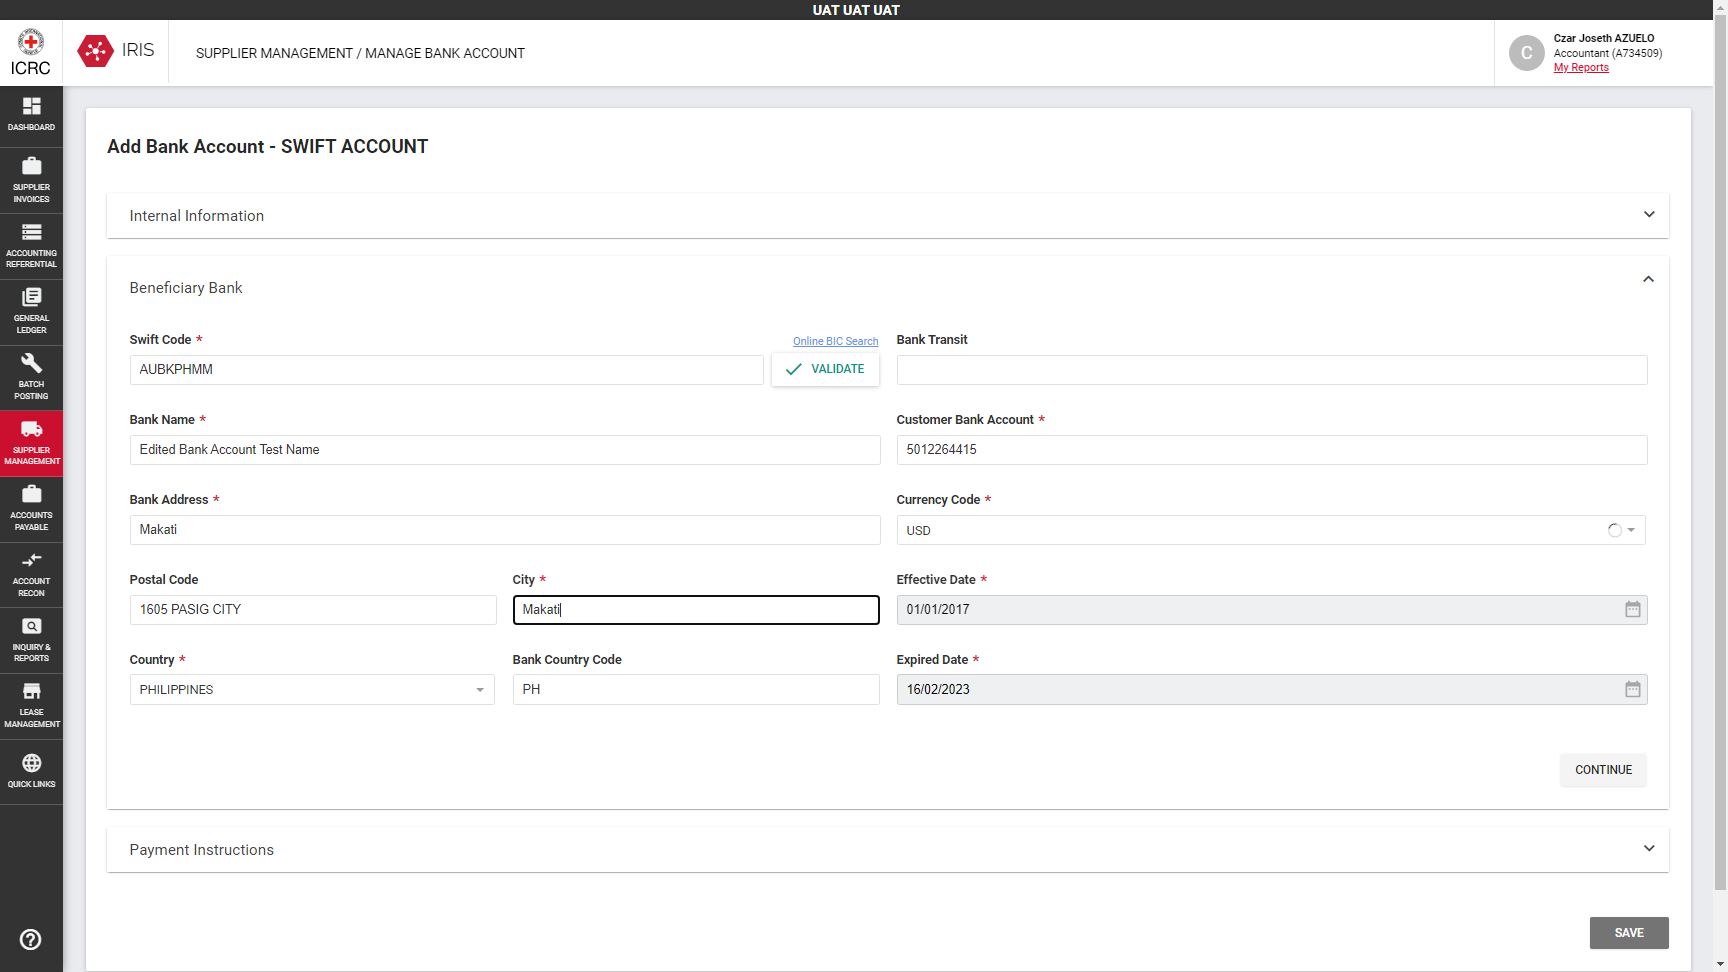 UAT UAT UAT
ICRC
IRIS
SUPPLIER MANAGEMENT / MANAGE BANK ACCOUNT
C
Czar Joseth AZUELO
Accountant (A734509)
My Reports
DASHBOARD
SUPPLIER
INVOICES
ACCOUNTING
REFERENTIAL
GENERAL
LEDGER
BATCH
POSTING
SUPPLIER
MANAGEMENT
ACCOUNTS
PAYABLE
ACCOUNT
RECON
INQUIRY &
REPORTS
LEASE
MANAGEMENT
QUICK LINKS
Add Bank Account - SWIFT ACCOUNT
Internal Information
Beneficiary Bank
Swift Code *
Online BIC Search
Bank Transit
AUBKPHMM
VALIDATE
Bank Name *
Customer Bank Account *
Edited Bank Account Test Name
5012264415
Bank Address *
Currency Code *
Makati
USD
Postal Code
City *
Effective Date *
1605 PASIG CITY
Makati
01/01/2017
Country *
Bank Country Code
Expired Date *
PHILIPPINES
PH
16/02/2023
CONTINUE
Payment Instructions
SAVE